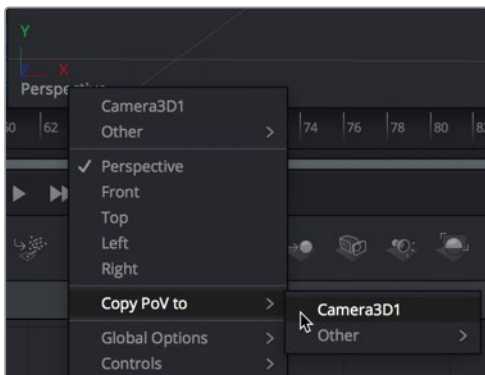 Y
Z X
Perspective
60 62 74 76 78 80 82
Camera3D1
Other >
✓ Perspective
Front
Top
Left
Right
Copy PoV to >
Camera3D1
Other >
Global Options >
Controls >